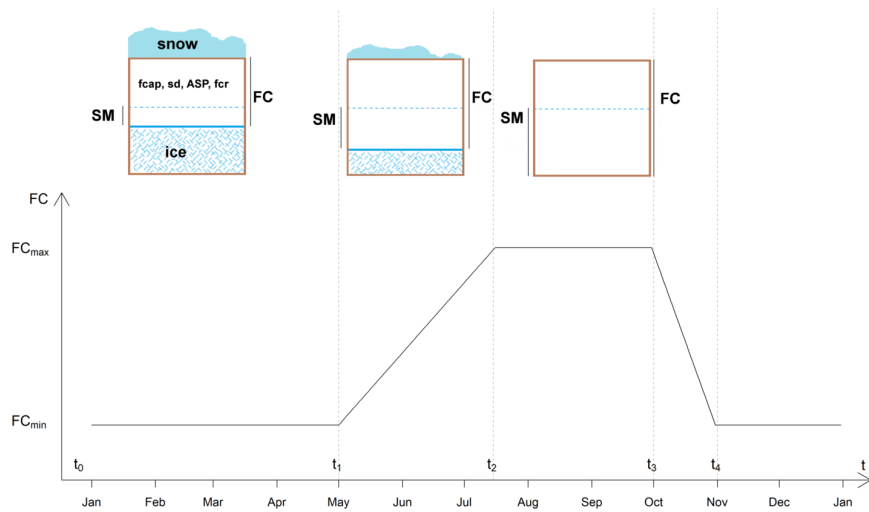 snow
fcap, sd, ASP, fcr
FC
SM
ice
FC
SM
FC
SM
FC
FCmax
FCmin
t0
t1
t2
t3
t4
t
Jan Feb Mar Apr May Jun Jul Aug Sep Oct Nov Dec Jan